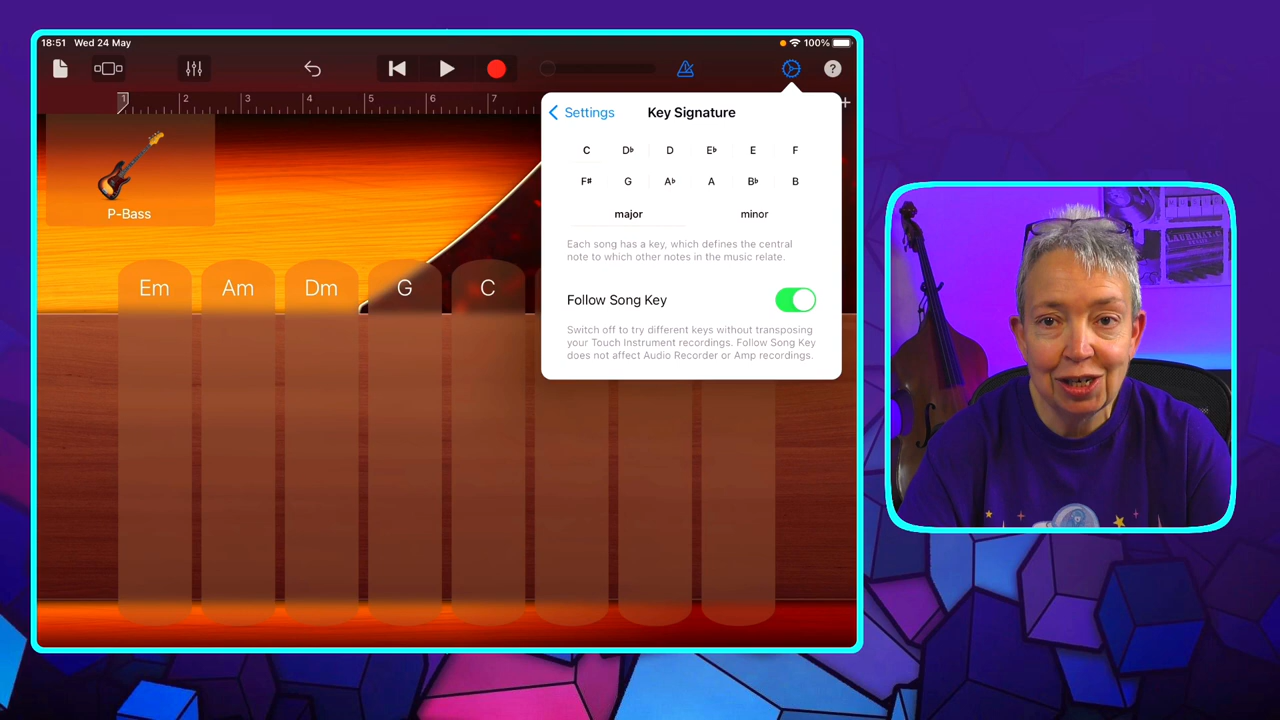 18:51 Wed 24 May
100%
?
1 2 3 4 5 6 7
Settings
Key Signature
C D♭ D E♭ E F
F♯ G A♭ A B♭ B
major minor
Each song has a key, which defines the central
note to which other notes in the music relate.
Follow Song Key
Switch off to try different keys without transposing
your Touch Instrument recordings. Follow Song Key
does not affect Audio Recorder or Amp recordings.
P-Bass
Em Am Dm G C